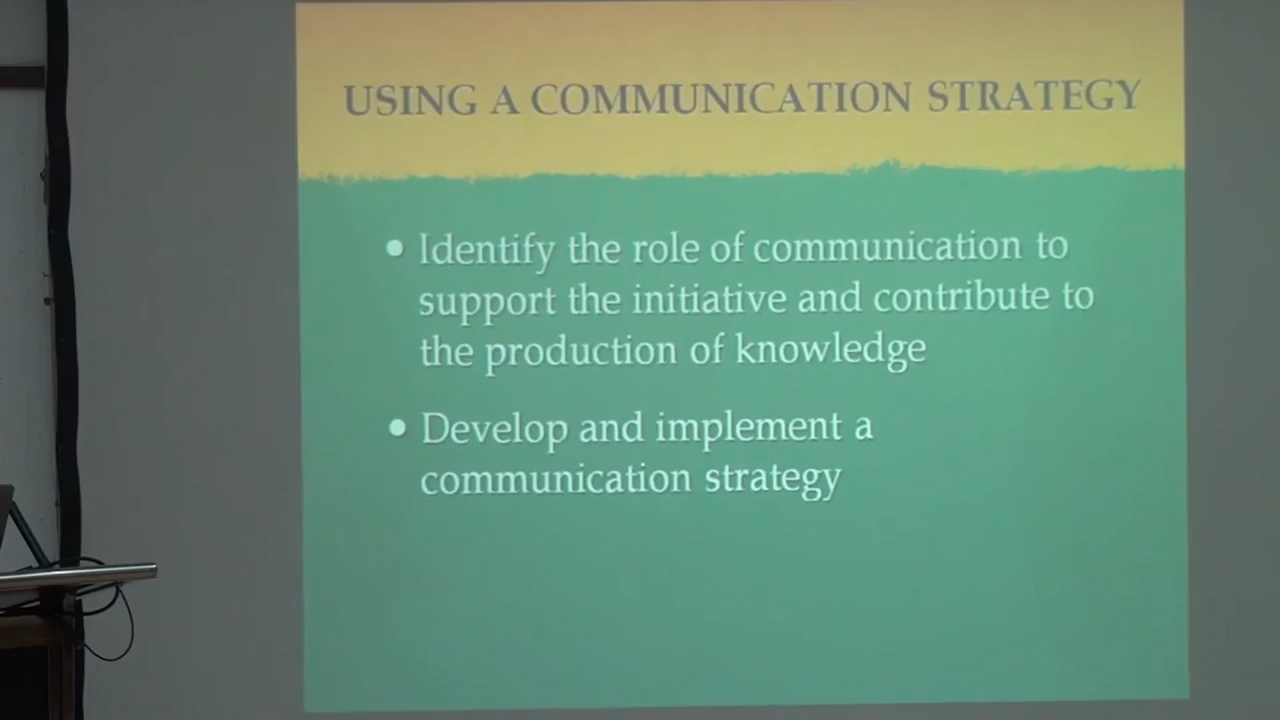 USING A COMMUNICATION STRATEGY
• Identify the role of communication to
support the initiative and contribute to
the production of knowledge
• Develop and implement a
communication strategy